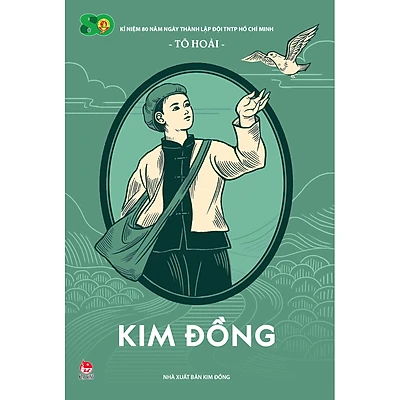 80
KỈ NIỆM 80 NĂM NGÀY THÀNH LẬP ĐỘI TNTP HỒ CHÍ MINH
- TÔ HOÀI -
KIM ĐỒNG
NHÀ XUẤT BẢN KIM ĐỒNG